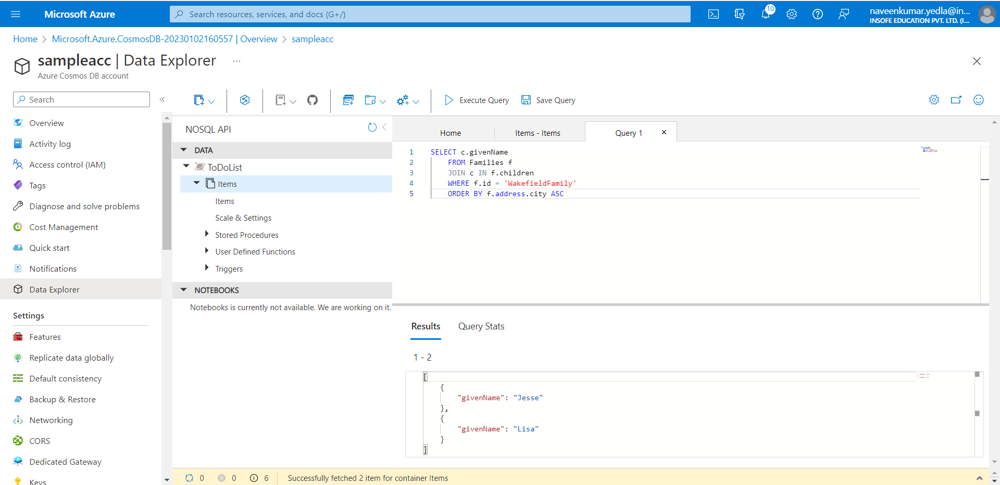 Microsoft Azure
Search resources, services, and docs (G+/)
10
naveenkumar.yedla@in...
INSOFE EDUCATION PVT. LTD. (I...
Home > Microsoft.Azure.CosmosDB-20230102160557 | Overview > sampleacc
sampleacc | Data Explorer ...
Azure Cosmos DB account
Search
«
Execute Query
Save Query
Overview
Activity log
Access control (IAM)
Tags
Diagnose and solve problems
Cost Management
Quick start
Notifications
Data Explorer
Settings
Features
Replicate data globally
Default consistency
Backup & Restore
Networking
CORS
Dedicated Gateway
Keys
NOSQL API
DATA
ToDoList
Items
Items
Scale & Settings
Stored Procedures
User Defined Functions
Triggers
NOTEBOOKS
Notebooks is currently not available. We are working on it.
Home
Items - Items
Query 1
1 SELECT c.givenName
2 FROM Families f
3 JOIN c IN f.children
4 WHERE f.id = 'WakefieldFamily'
5 ORDER BY f.address.city ASC
Results
Query Stats
1 - 2
[
{
"givenName": "Jesse"
},
{
"givenName": "Lisa"
}
]
0 0 6 Successfully fetched 2 item for container Items